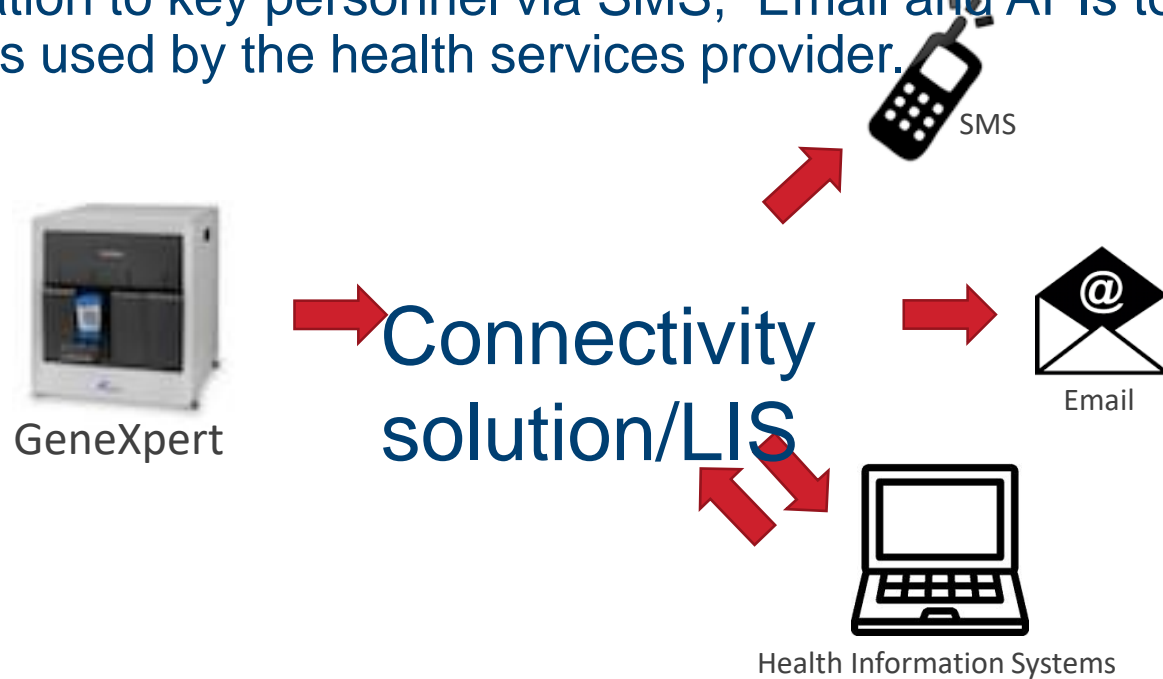 ation to key personnel via SMS, Email and APIs to
s used by the health services provider.
SMS
Connectivity
solution/LIS
GeneXpert
@
Email
Health Information Systems